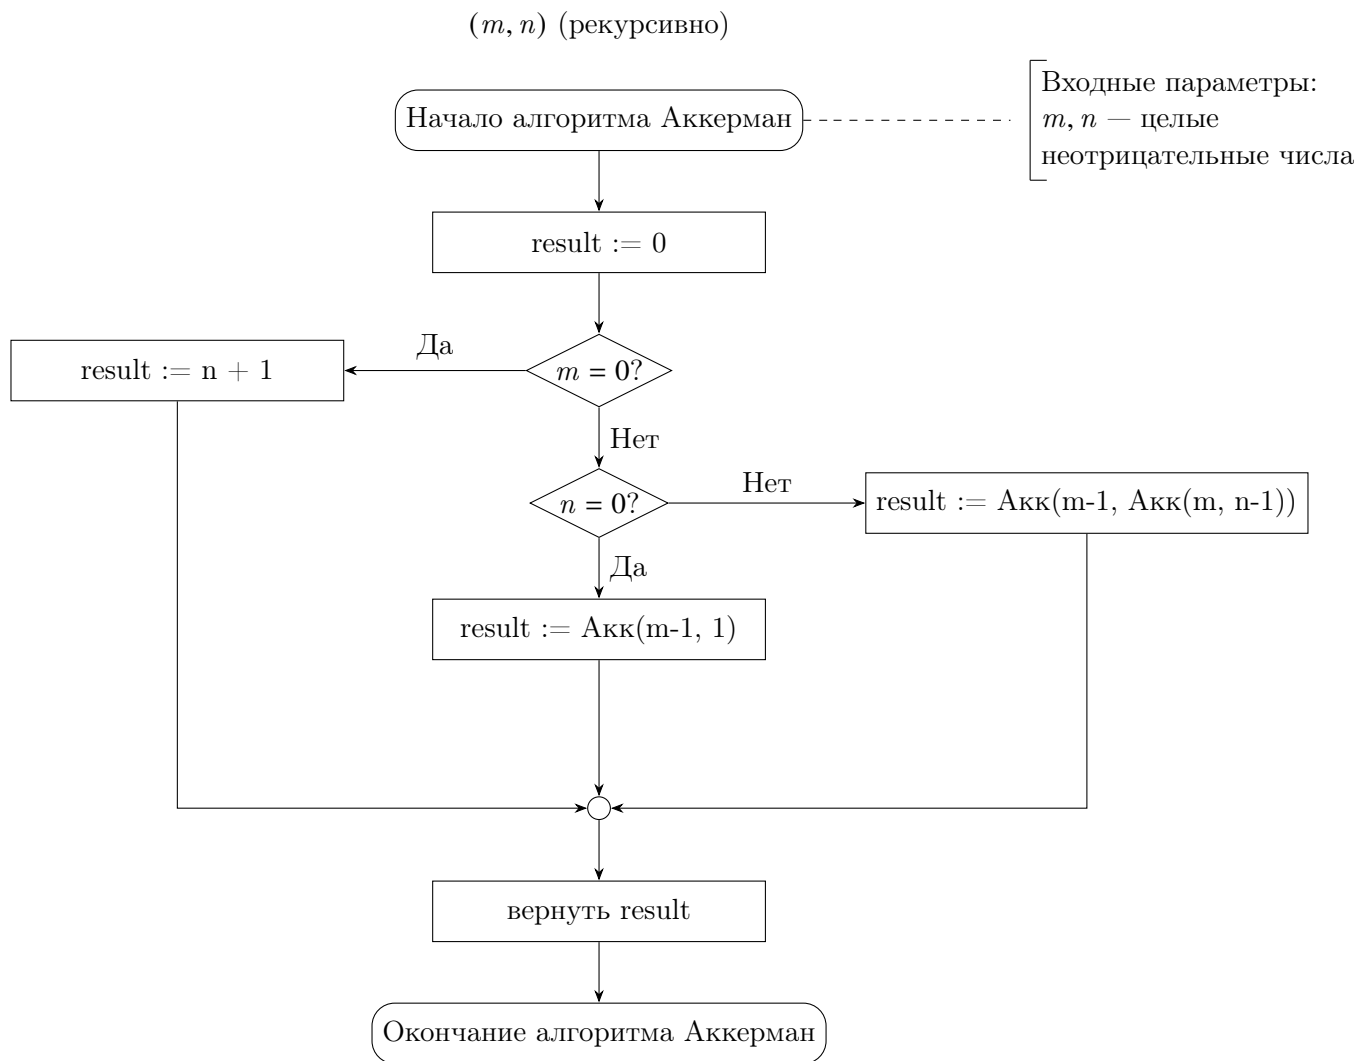 (m, n) (рекурсивно)
Начало алгоритма Аккерман
Входные параметры:
m, n — целые
неотрицательные числа
result := 0
m = 0?
Да
result := n + 1
Нет
n = 0?
Нет
result := Акк(m-1, Акк(m, n-1))
Да
result := Акк(m-1, 1)
вернуть result
Окончание алгоритма Аккерман